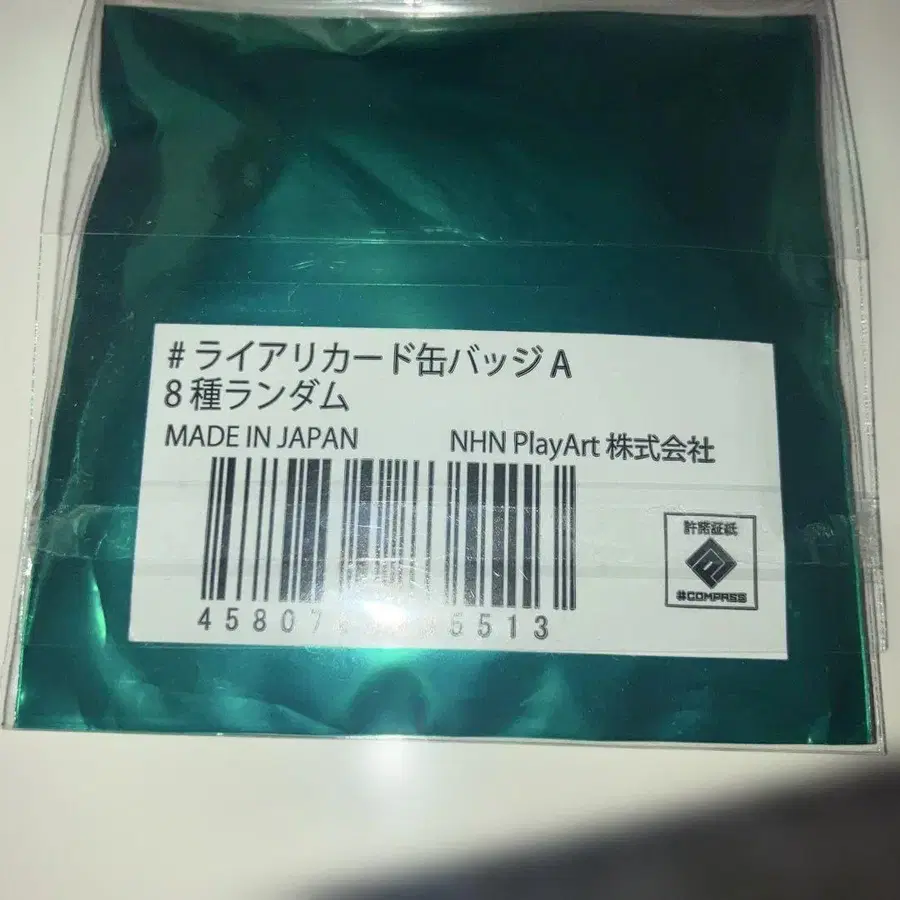 #ライアリカード缶バッジ A
8種ランダム
MADE IN JAPAN
NHN PlayArt 株式会社
許諾証紙
#COMPASS